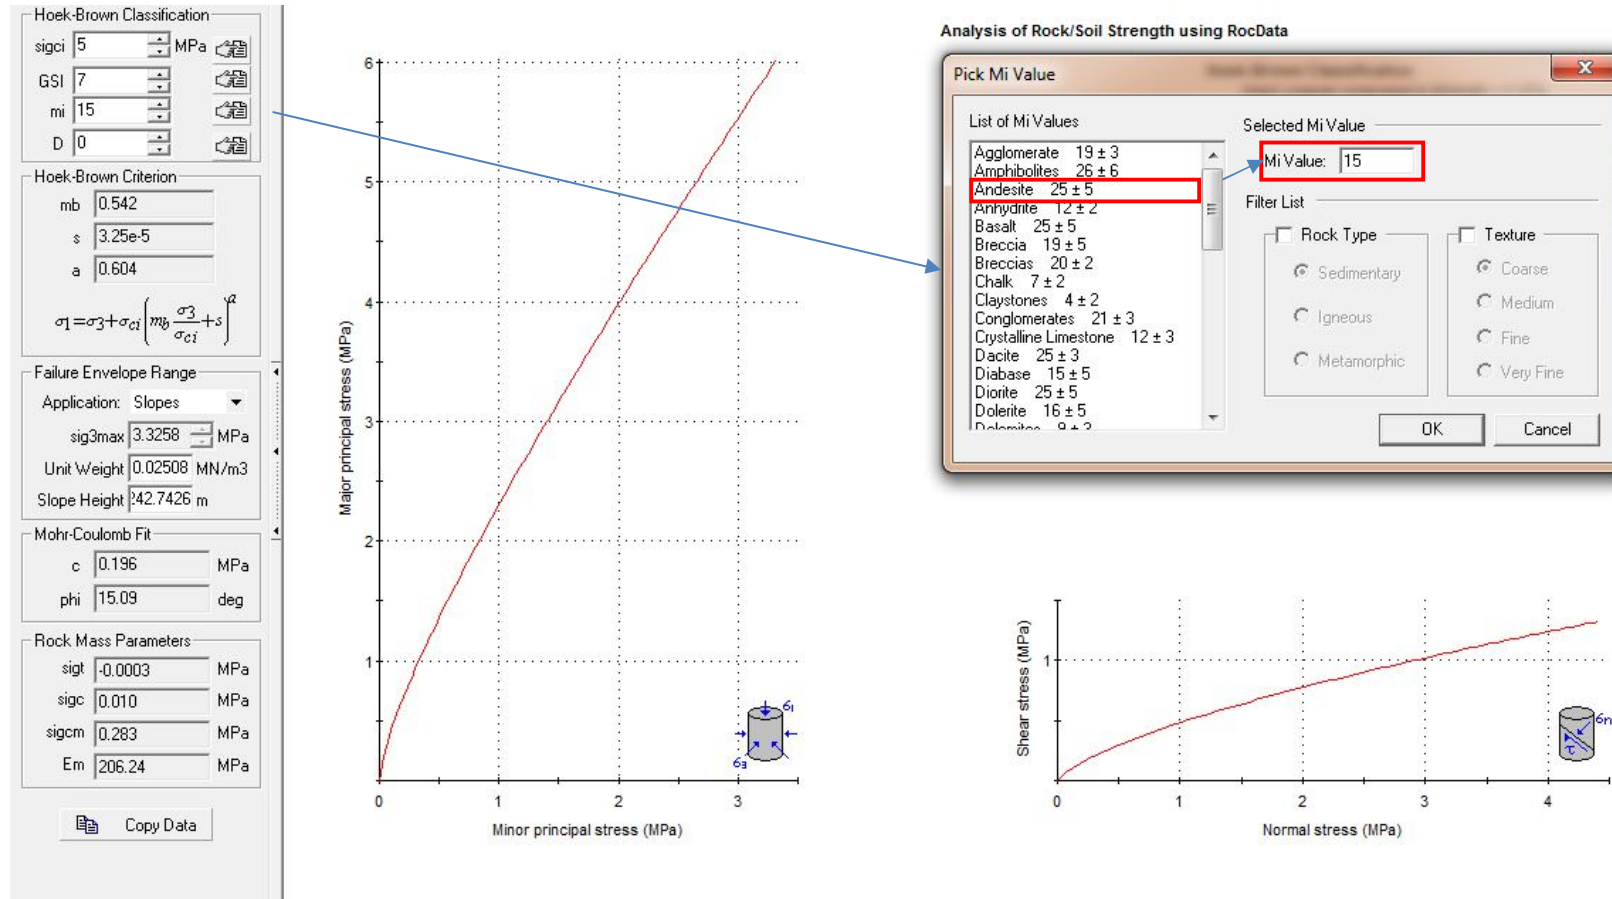 Hoek-Brown Classification
sigci 5 MPa
GSI 7
mi 15
D 0
Hoek-Brown Criterion
mb 0.542
s 3.25e-5
a 0.604
σ1=σ3+σci(mb σ3/σci+s)^a
Failure Envelope Range
Application: Slopes
sig3max 3.3258 MPa
Unit Weight 0.02508 MN/m3
Slope Height 242.7426 m
Mohr-Coulomb Fit
c 0.196 MPa
phi 15.09 deg
Rock Mass Parameters
sigt -0.0003 MPa
sigc 0.010 MPa
sigcm 0.283 MPa
Em 206.24 MPa
Copy Data
Major principal stress (MPa)
6
5
4
3
2
1
0 1 2 3
Minor principal stress (MPa)
σ1
σ3
Analysis of Rock/Soil Strength using RocData
Pick Mi Value
List of Mi Values
Agglomerate 19 ± 3
Amphibolites 26 ± 6
Andesite 25 ± 5
Anhydrite 12 ± 2
Basalt 25 ± 5
Breccia 19 ± 5
Breccias 20 ± 2
Chalk 7 ± 2
Claystones 4 ± 2
Conglomerates 21 ± 3
Crystalline Limestone 12 ± 3
Dacite 25 ± 3
Diabase 15 ± 5
Diorite 25 ± 5
Dolerite 16 ± 5
Dolomites 9 ± 3
Selected Mi Value
Mi Value: 15
Filter List
Rock Type
Sedimentary
Igneous
Metamorphic
Texture
Coarse
Medium
Fine
Very Fine
OK Cancel
Shear stress (MPa)
1
0 1 2 3 4
Normal stress (MPa)
σn
τ